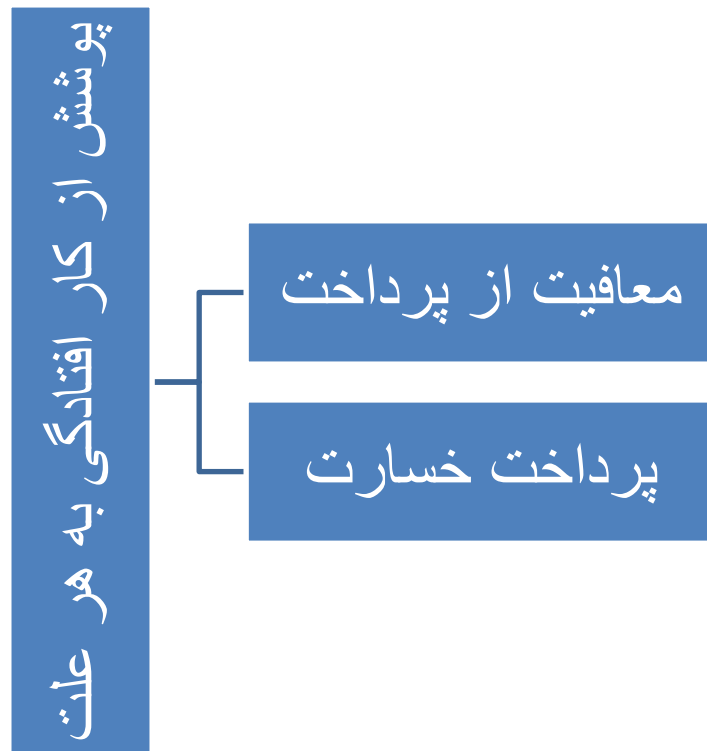 پوشش از کار افتادگی به هر علت
معافیت از پرداخت
پرداخت خسارت